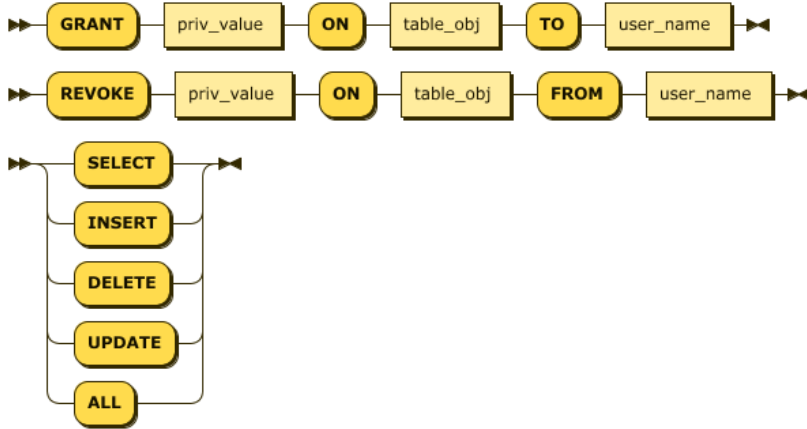 GRANT priv_value ON table_obj TO user_name
REVOKE priv_value ON table_obj FROM user_name
SELECT
INSERT
DELETE
UPDATE
ALL